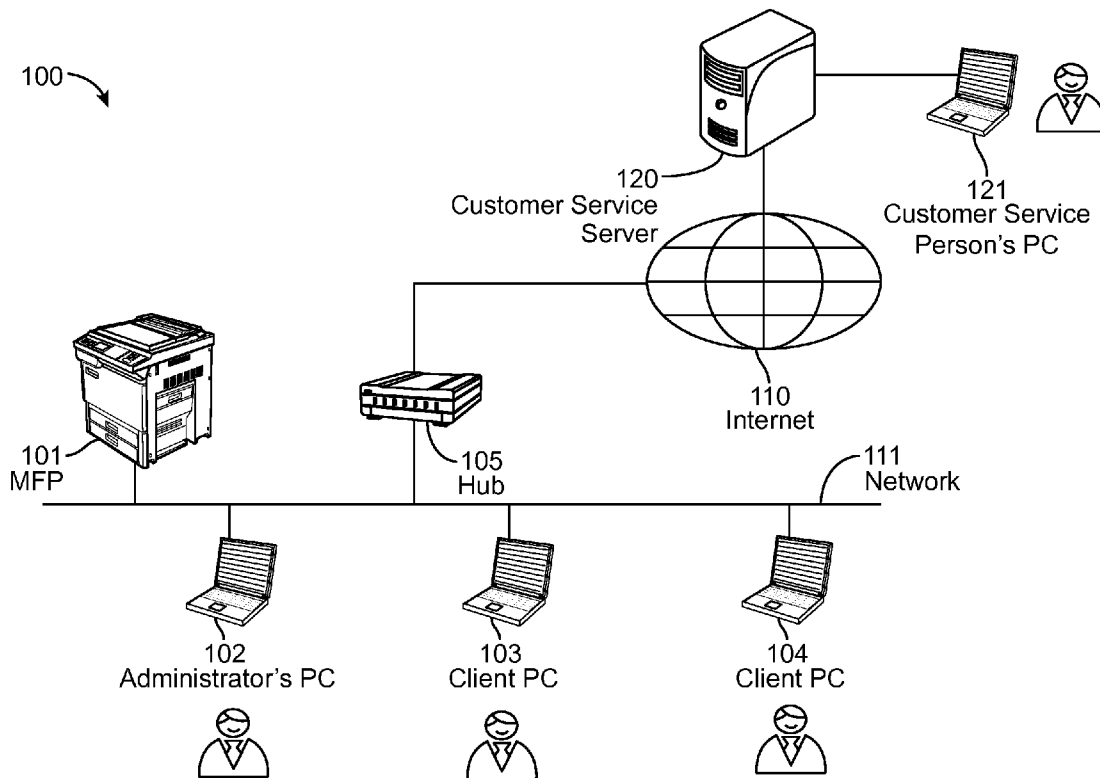 100
120
Customer Service
Server
121
Customer Service
Person's PC
110
Internet
101
MFP
105
Hub
111
Network
102
Administrator's PC
103
Client PC
104
Client PC